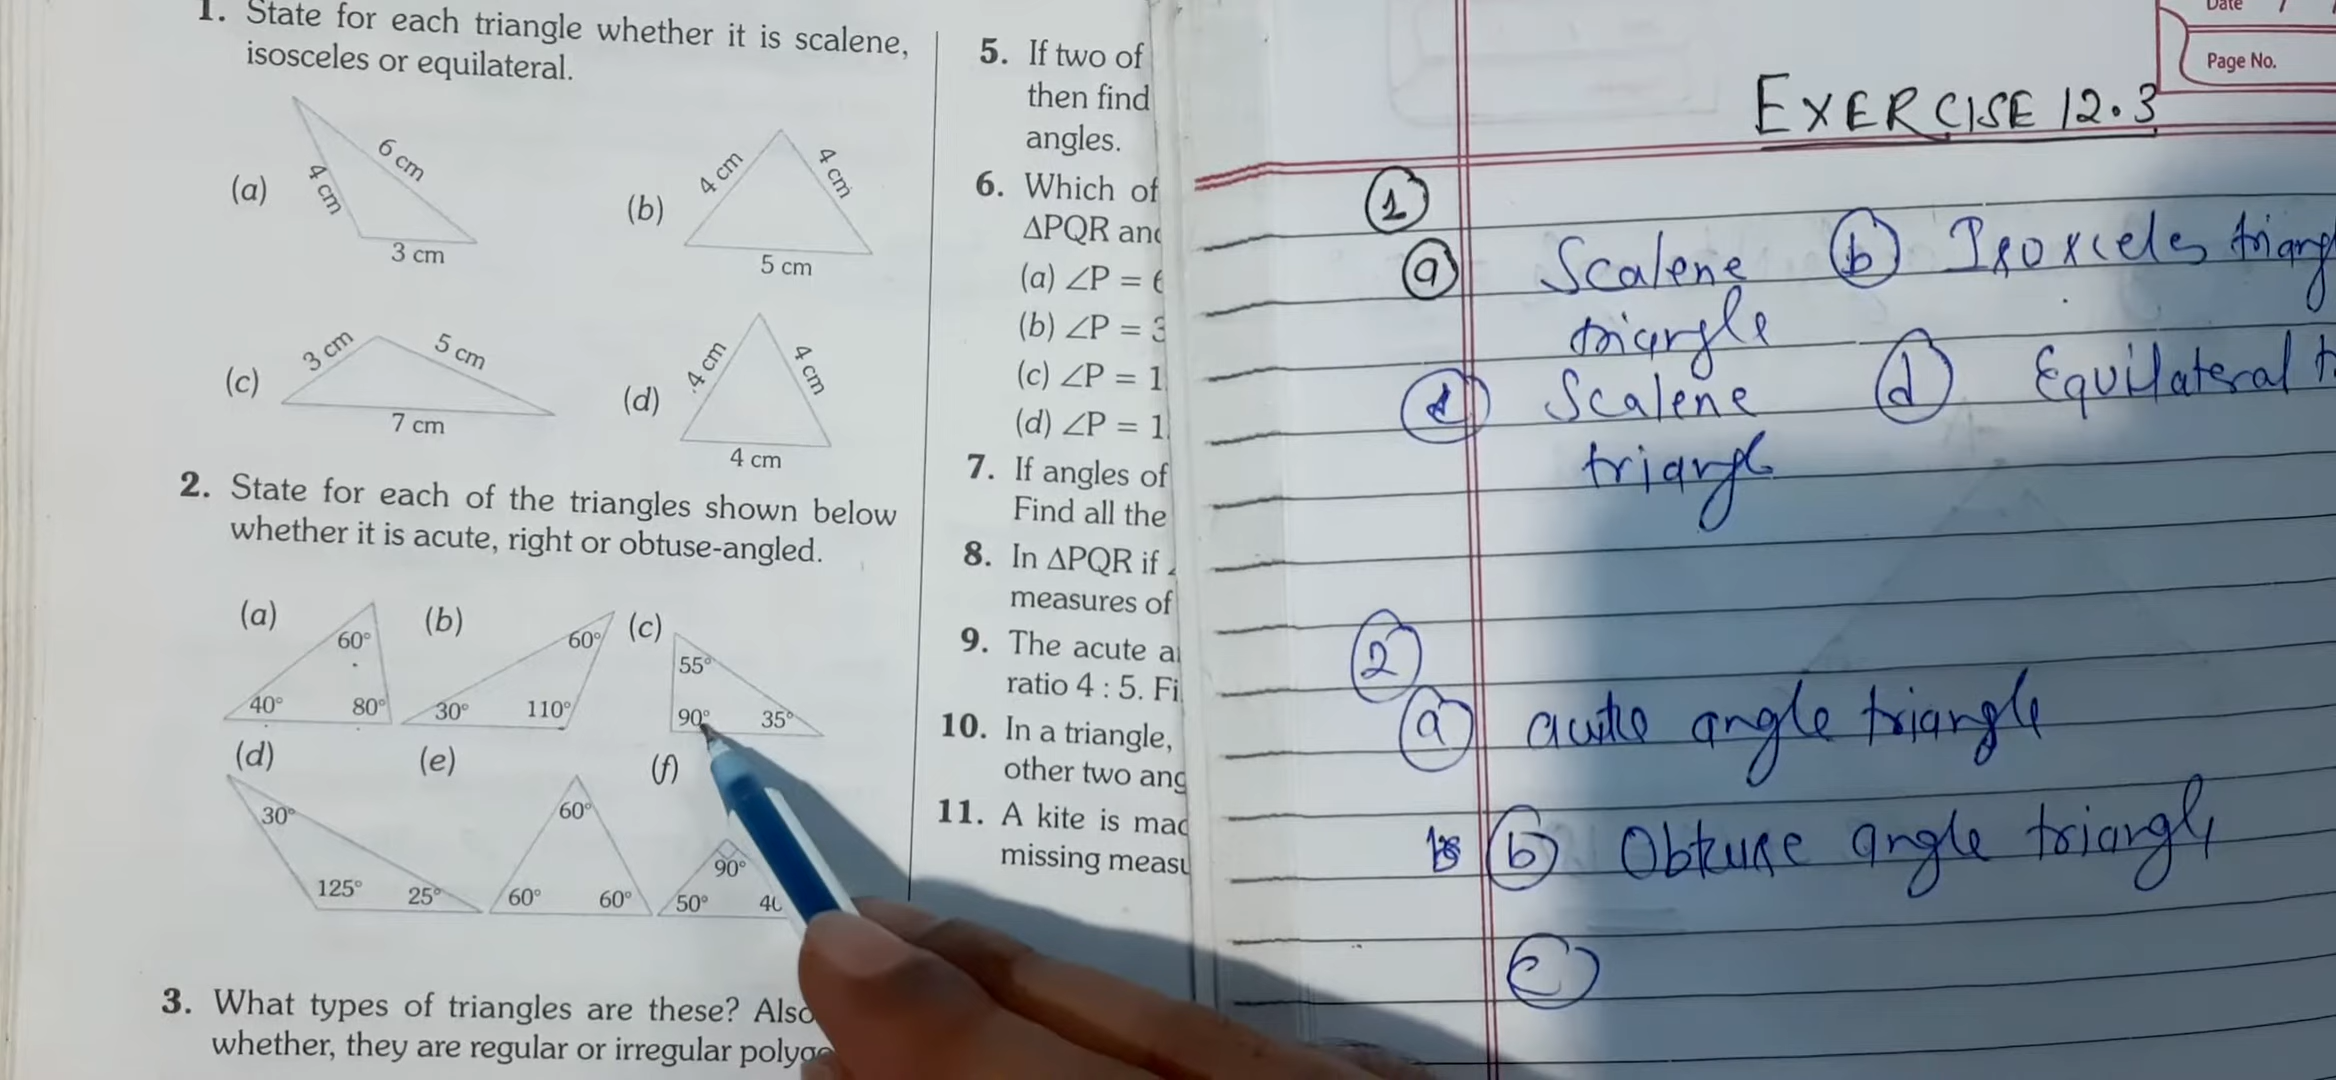 1. State for each triangle whether it is scalene,
isosceles or equilateral.
(a) 4 cm 6 cm 3 cm
(b) 4 cm 4 cm 5 cm
(c) 3 cm 5 cm 7 cm
(d) 4 cm 4 cm 4 cm
2. State for each of the triangles shown below
whether it is acute, right or obtuse-angled.
(a) 60° 40° 80°
(b) 60° 30° 110°
(c) 55° 90° 35°
(d) 30° 125° 25°
(e) 60° 60° 60°
(f) 90° 50°
3. What types of triangles are these? Also
whether, they are regular or irregular
5. If two of
then find
angles.
6. Which of
ΔPQR
(a) ∠P =
(b) ∠P = 3
(c) ∠P = 1
(d) ∠P = 1
7. If angles of
Find all the
8. In ΔPQR if
measures of
9. The acute
ratio 4 : 5.
10. In a triangle,
other two
11. A kite is
missing
Date / /
Page No.
EXERCISE 12.3
1
a Scalene b Isosceles
triangle
Scalene d Equilateral
triangl
2
a acute angle triangle
b Obtuse angle triangle
c